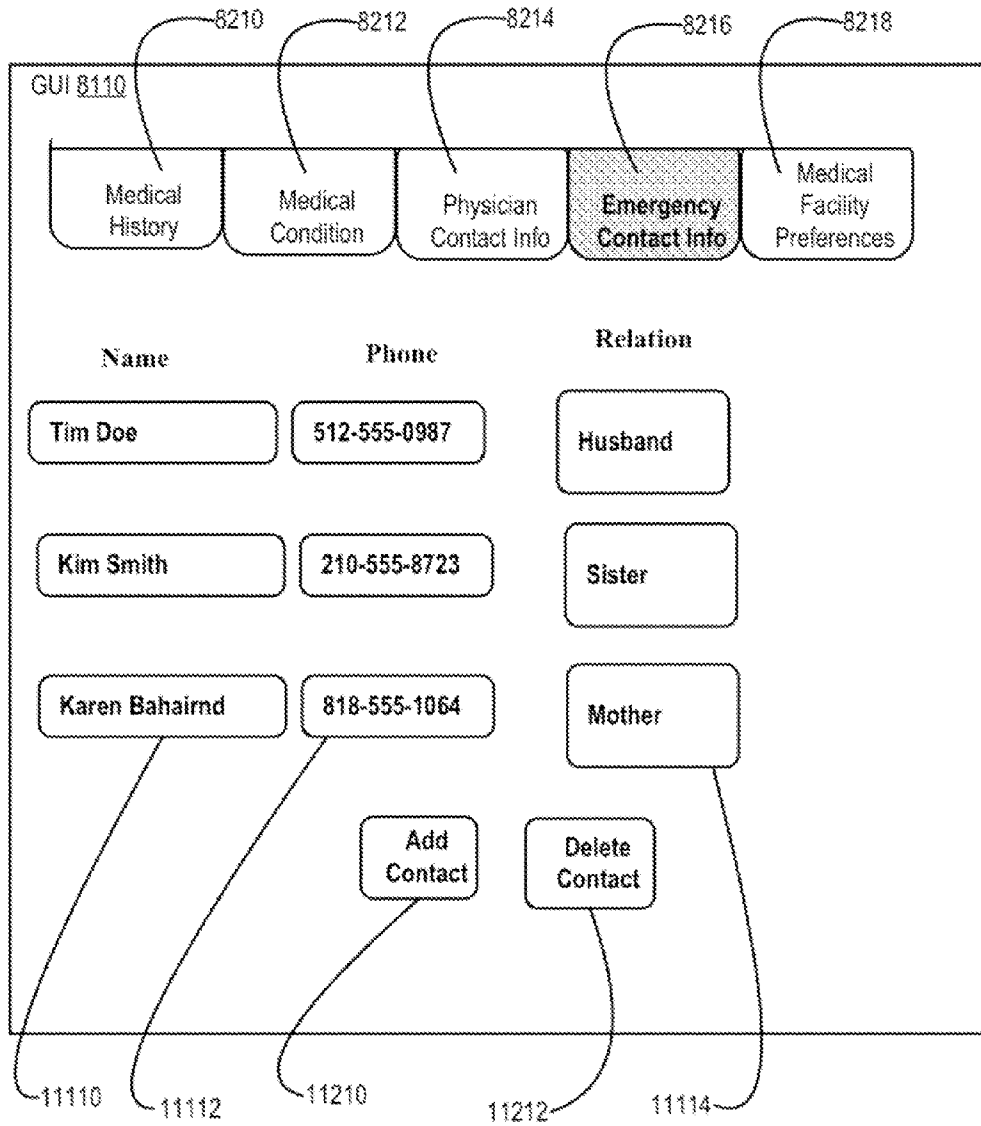 8210
8212
8214
8216
8218
GUI 8110
Medical
History
Medical
Condition
Physician
Contact Info
Emergency
Contact Info
Medical
Facility
Preferences
Name
Phone
Relation
Tim Doe
512-555-0987
Husband
Kim Smith
210-555-8723
Sister
Karen Bahairnd
818-555-1064
Mother
Add
Contact
Delete
Contact
11110
11112
11210
11212
11114